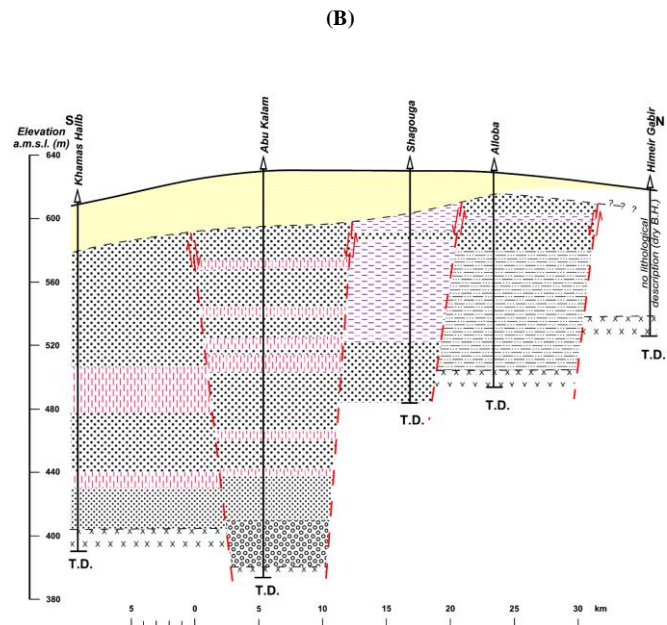 (B)
Elevation
a.m.s.l. (m)
S
Khamas Halib
Abu Kalam
Shagouga
Alloba
N
Himeir Gabir
640
600
560
520
480
440
400
380
?—? ?
no lithological
description (dry B.H.)
T.D.
T.D.
T.D.
T.D.
T.D.
5 0 5 10 15 20 25 30 km